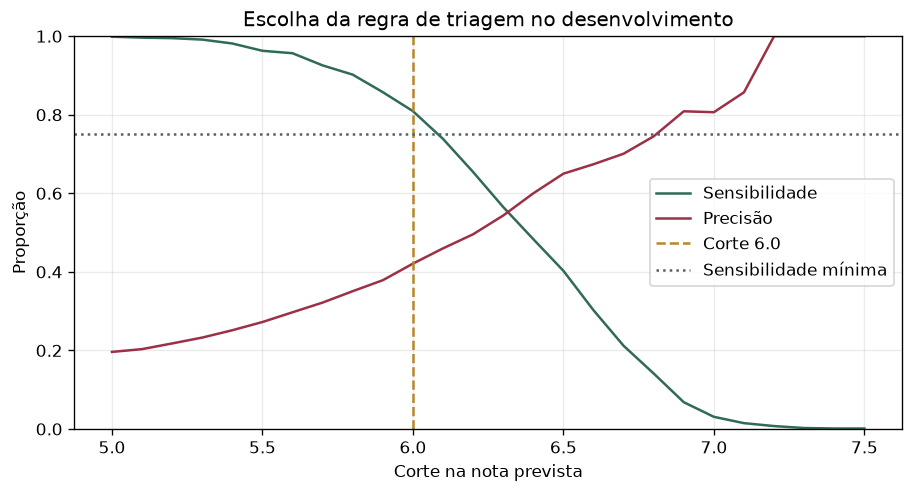 Escolha da regra de triagem no desenvolvimento
1.0
0.8
0.6
0.4
0.2
0.0
Proporção
Sensibilidade
Precisão
Corte 6.0
Sensibilidade mínima
5.0 5.5 6.0 6.5 7.0 7.5
Corte na nota prevista